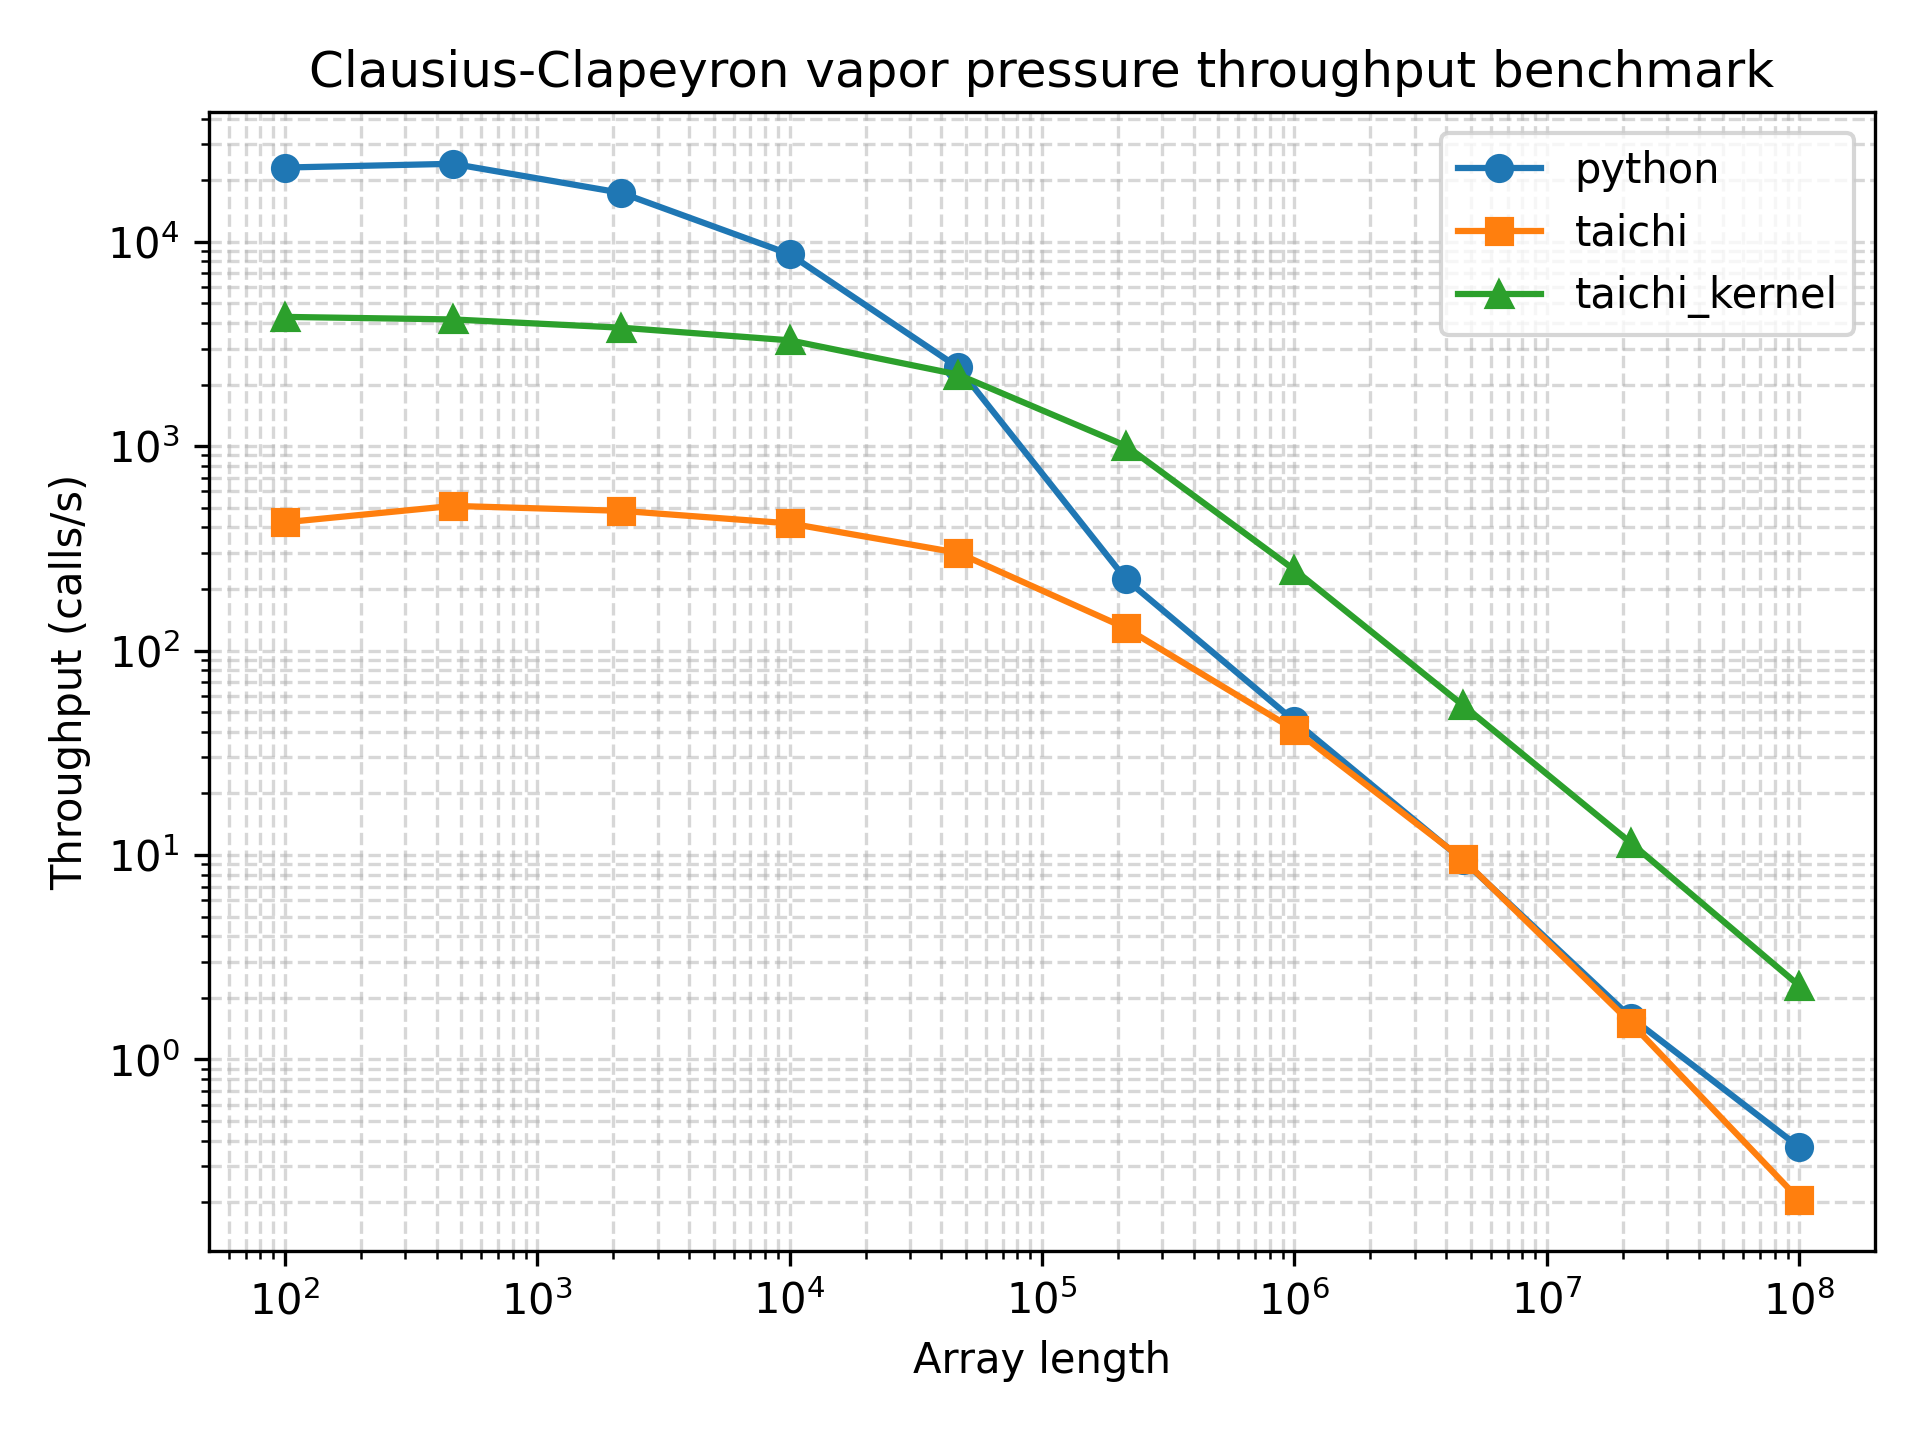 Clausius-Clapeyron vapor pressure throughput benchmark
python
taichi
taichi_kernel
Throughput (calls/s)
10⁴
10³
10²
10¹
10⁰
10² 10³ 10⁴ 10⁵ 10⁶ 10⁷ 10⁸
Array length